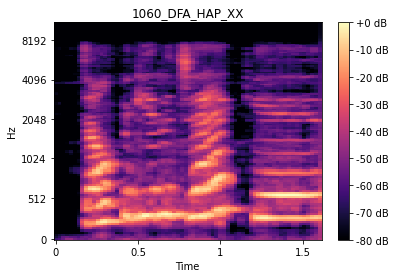 1060_DFA_HAP_XX
+0 dB
8192
-10 dB
4096
-20 dB
-30 dB
2048
-40 dB
Hz
1024
-50 dB
512
-60 dB
-70 dB
0
-80 dB
0
0.5
1
1.5
Time